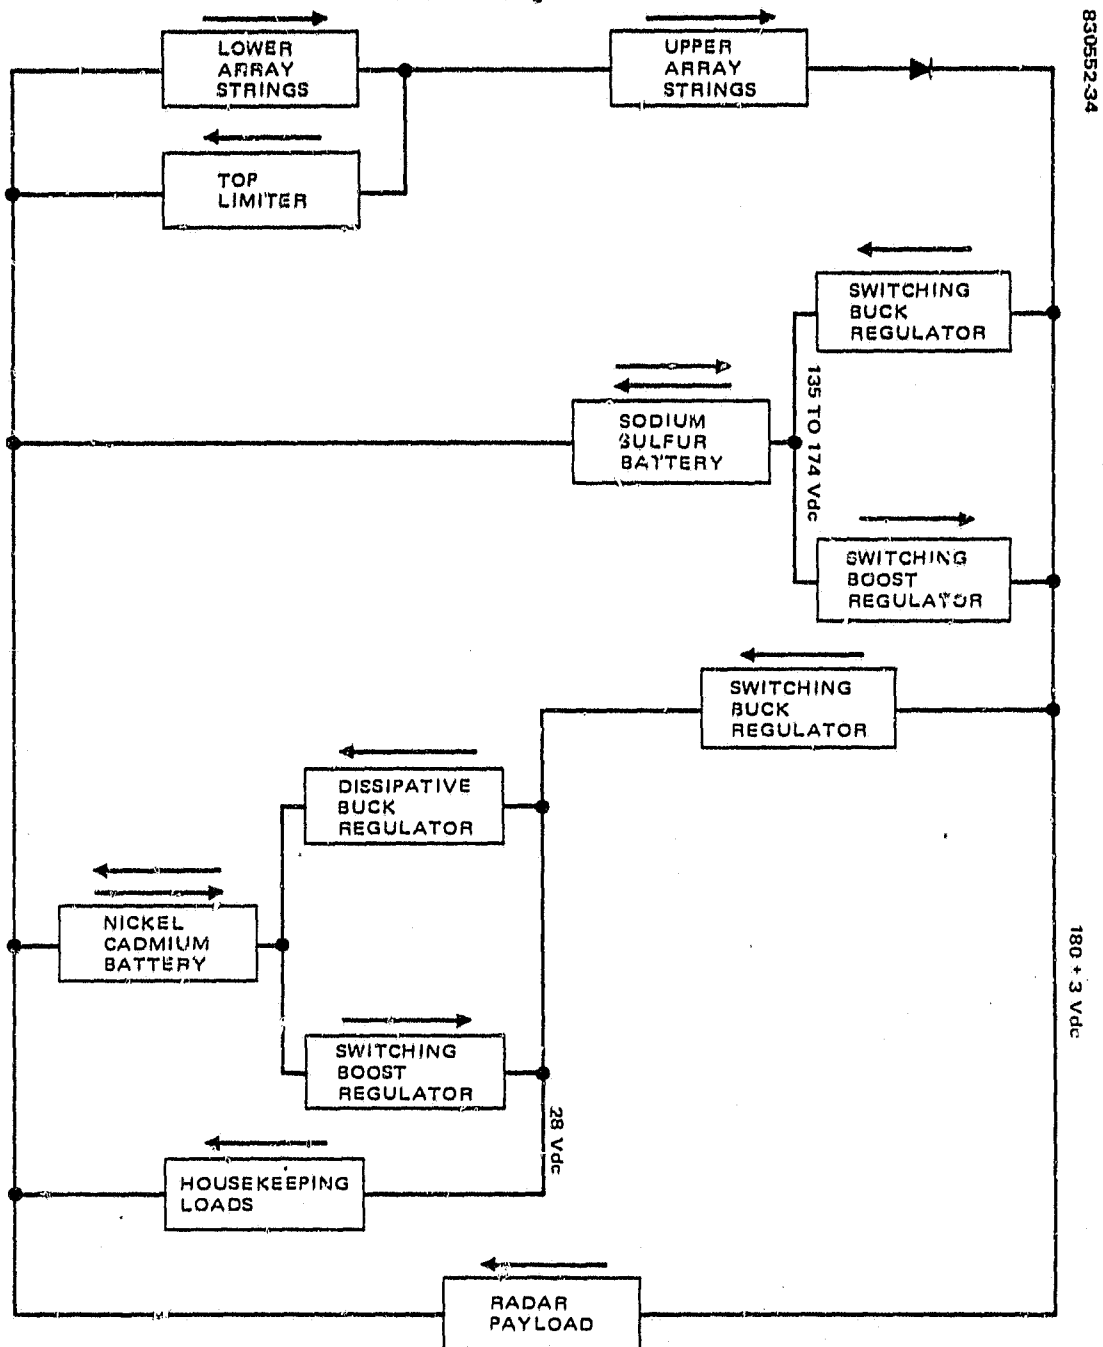 830552-34
LOWER
ARRAY
STRINGS
UPPER
ARRAY
STRINGS
TOP
LIMITER
SWITCHING
BUCK
REGULATOR
135 TO 174 Vdc
SODIUM
SULFUR
BATTERY
SWITCHING
BOOST
REGULATOR
SWITCHING
BUCK
REGULATOR
DISSIPATIVE
BUCK
REGULATOR
NICKEL
CADMIUM
BATTERY
180 + 3 Vdc
SWITCHING
BOOST
REGULATOR
28 Vdc
HOUSEKEEPING
LOADS
RADAR
PAYLOAD